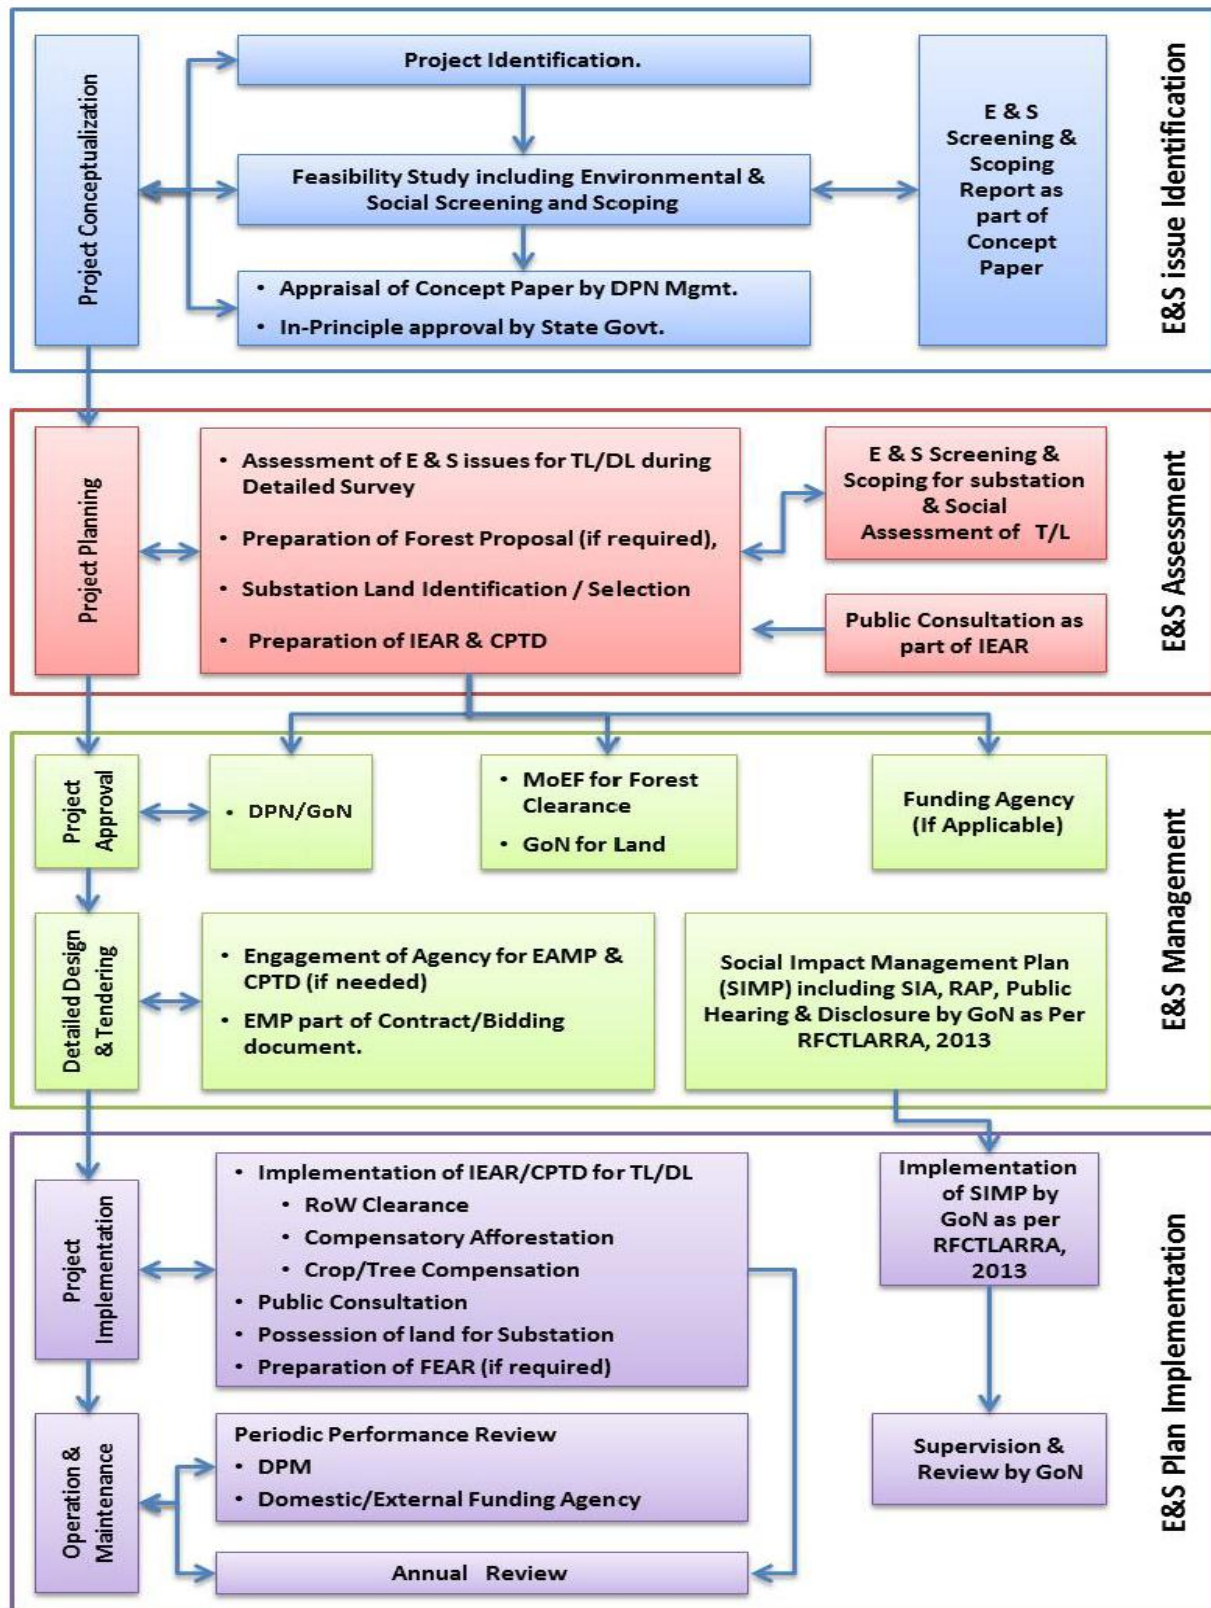 Project Conceptualization
Project Identification.
Feasibility Study including Environmental &
Social Screening and Scoping
• Appraisal of Concept Paper by DPN Mgmt.
• In-Principle approval by State Govt.
E & S
Screening &
Scoping
Report as
part of
Concept
Paper
E&S issue Identification
Project Planning
• Assessment of E & S issues for TL/DL during
Detailed Survey
• Preparation of Forest Proposal (if required),
• Substation Land Identification / Selection
• Preparation of IEAR & CPTD
E & S Screening &
Scoping for substation
& Social
Assessment of T/L
Public Consultation as
part of IEAR
E&S Assessment
Project
Approval
• DPN/GoN
• MoEF for Forest
Clearance
• GoN for Land
Funding Agency
(If Applicable)
Detailed Design
& Tendering
• Engagement of Agency for EAMP &
CPTD (if needed)
• EMP part of Contract/Bidding
document.
Social Impact Management Plan
(SIMP) including SIA, RAP, Public
Hearing & Disclosure by GoN as Per
RFCTLARRA, 2013
E&S Management
Project
Implementation
• Implementation of IEAR/CPTD for TL/DL
• RoW Clearance
• Compensatory Afforestation
• Crop/Tree Compensation
• Public Consultation
• Possession of land for Substation
• Preparation of FEAR (if required)
Implementation
of SIMP by
GoN as per
RFCTLARRA,
2013
Operation &
Maintenance
Periodic Performance Review
• DPM
• Domestic/External Funding Agency
Annual Review
Supervision &
Review by GoN
E&S Plan Implementation